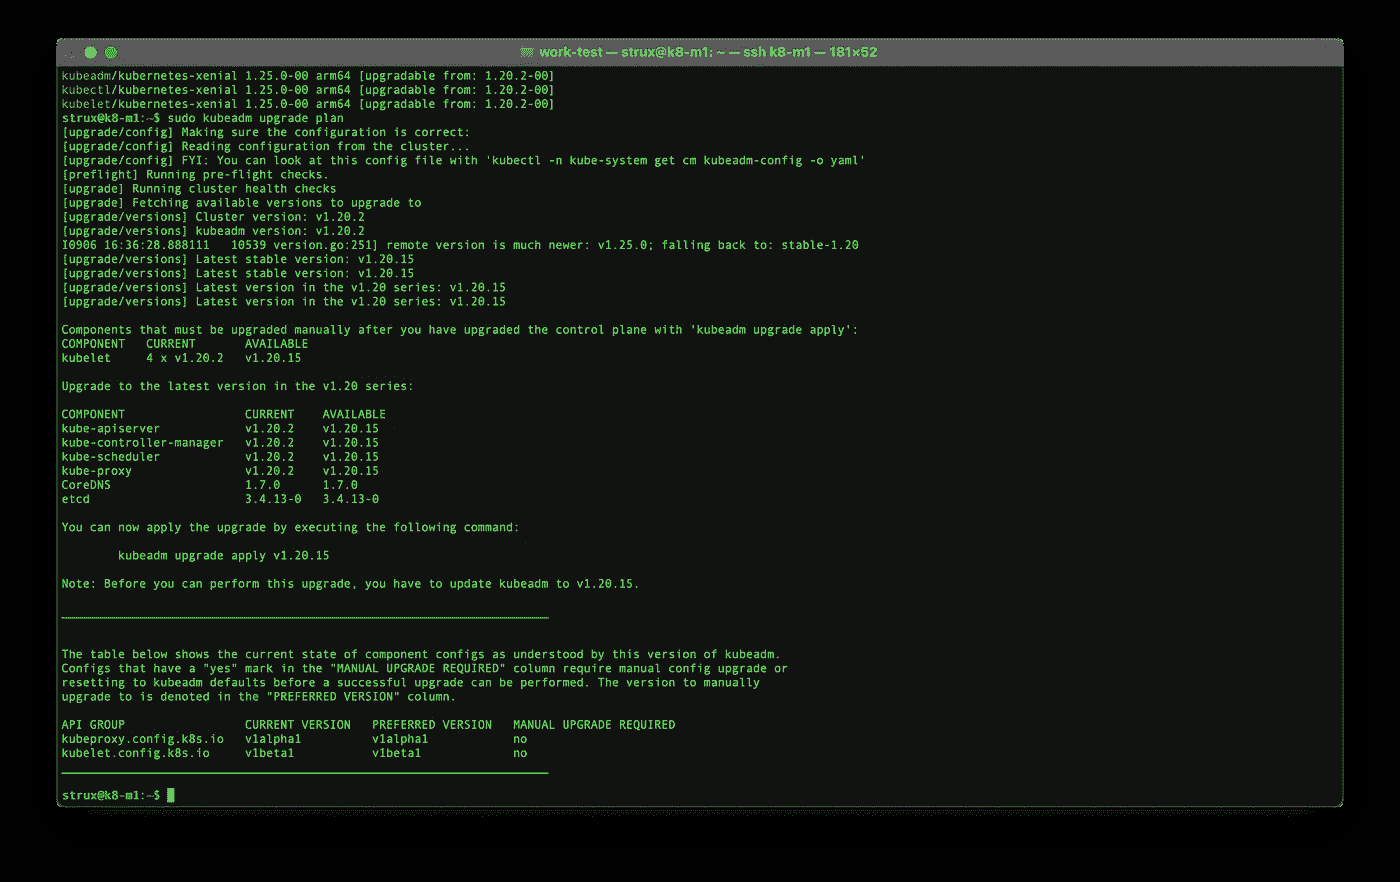 work-test — strux@k8-m1: ~ — ssh k8-m1 — 181×52
kubeadm/kubernetes-xenial 1.25.0-00 arm64 [upgradable from: 1.20.2-00]
kubectl/kubernetes-xenial 1.25.0-00 arm64 [upgradable from: 1.20.2-00]
kubelet/kubernetes-xenial 1.25.0-00 arm64 [upgradable from: 1.20.2-00]
strux@k8-m1:~$ sudo kubeadm upgrade plan
[upgrade/config] Making sure the configuration is correct:
[upgrade/config] Reading configuration from the cluster...
[upgrade/config] FYI: You can look at this config file with 'kubectl -n kube-system get cm kubeadm-config -o yaml'
[preflight] Running pre-flight checks.
[upgrade] Running cluster health checks
[upgrade] Fetching available versions to upgrade to
[upgrade/versions] Cluster version: v1.20.2
[upgrade/versions] kubeadm version: v1.20.2
I0906 16:36:28.888111   10539 version.go:251] remote version is much newer: v1.25.0; falling back to: stable-1.20
[upgrade/versions] Latest stable version: v1.20.15
[upgrade/versions] Latest stable version: v1.20.15
[upgrade/versions] Latest version in the v1.20 series: v1.20.15
[upgrade/versions] Latest version in the v1.20 series: v1.20.15
Components that must be upgraded manually after you have upgraded the control plane with 'kubeadm upgrade apply':
COMPONENT   CURRENT       AVAILABLE
kubelet     4 x v1.20.2   v1.20.15
Upgrade to the latest version in the v1.20 series:
COMPONENT                 CURRENT    AVAILABLE
kube-apiserver            v1.20.2    v1.20.15
kube-controller-manager   v1.20.2    v1.20.15
kube-scheduler            v1.20.2    v1.20.15
kube-proxy                v1.20.2    v1.20.15
CoreDNS                   1.7.0      1.7.0
etcd                      3.4.13-0   3.4.13-0
You can now apply the upgrade by executing the following command:
kubeadm upgrade apply v1.20.15
Note: Before you can perform this upgrade, you have to update kubeadm to v1.20.15.
The table below shows the current state of component configs as understood by this version of kubeadm.
Configs that have a "yes" mark in the "MANUAL UPGRADE REQUIRED" column require manual config upgrade or
resetting to kubeadm defaults before a successful upgrade can be performed. The version to manually
upgrade to is denoted in the "PREFERRED VERSION" column.
API GROUP                 CURRENT VERSION   PREFERRED VERSION   MANUAL UPGRADE REQUIRED
kubeproxy.config.k8s.io   v1alpha1          v1alpha1            no
kubelet.config.k8s.io     v1beta1           v1beta1             no
strux@k8-m1:~$